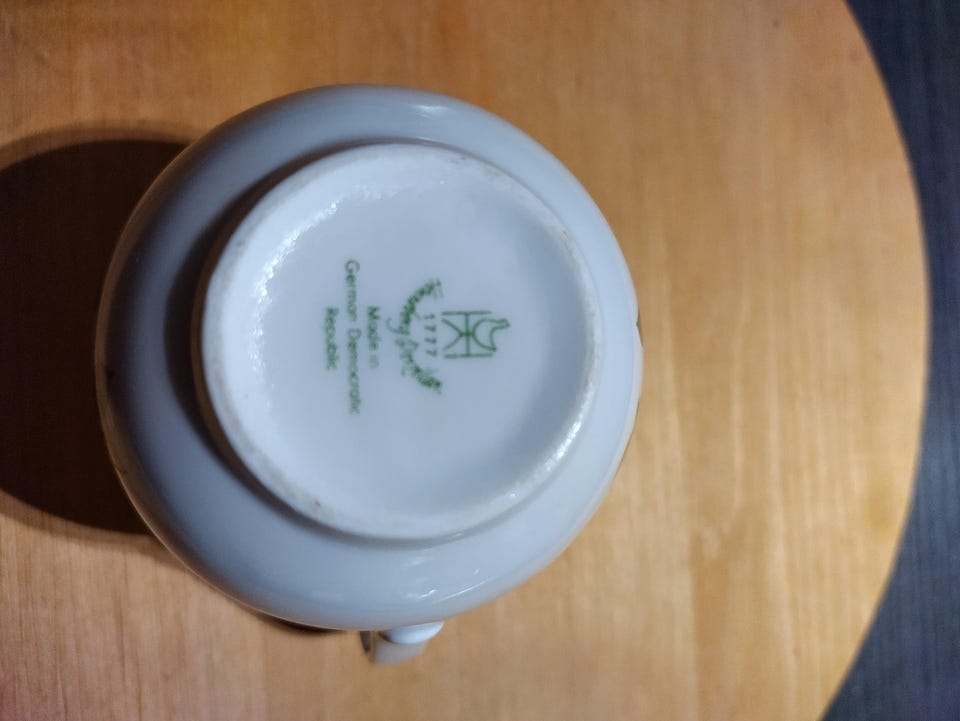 1777
Made in
German Democratic
Republic